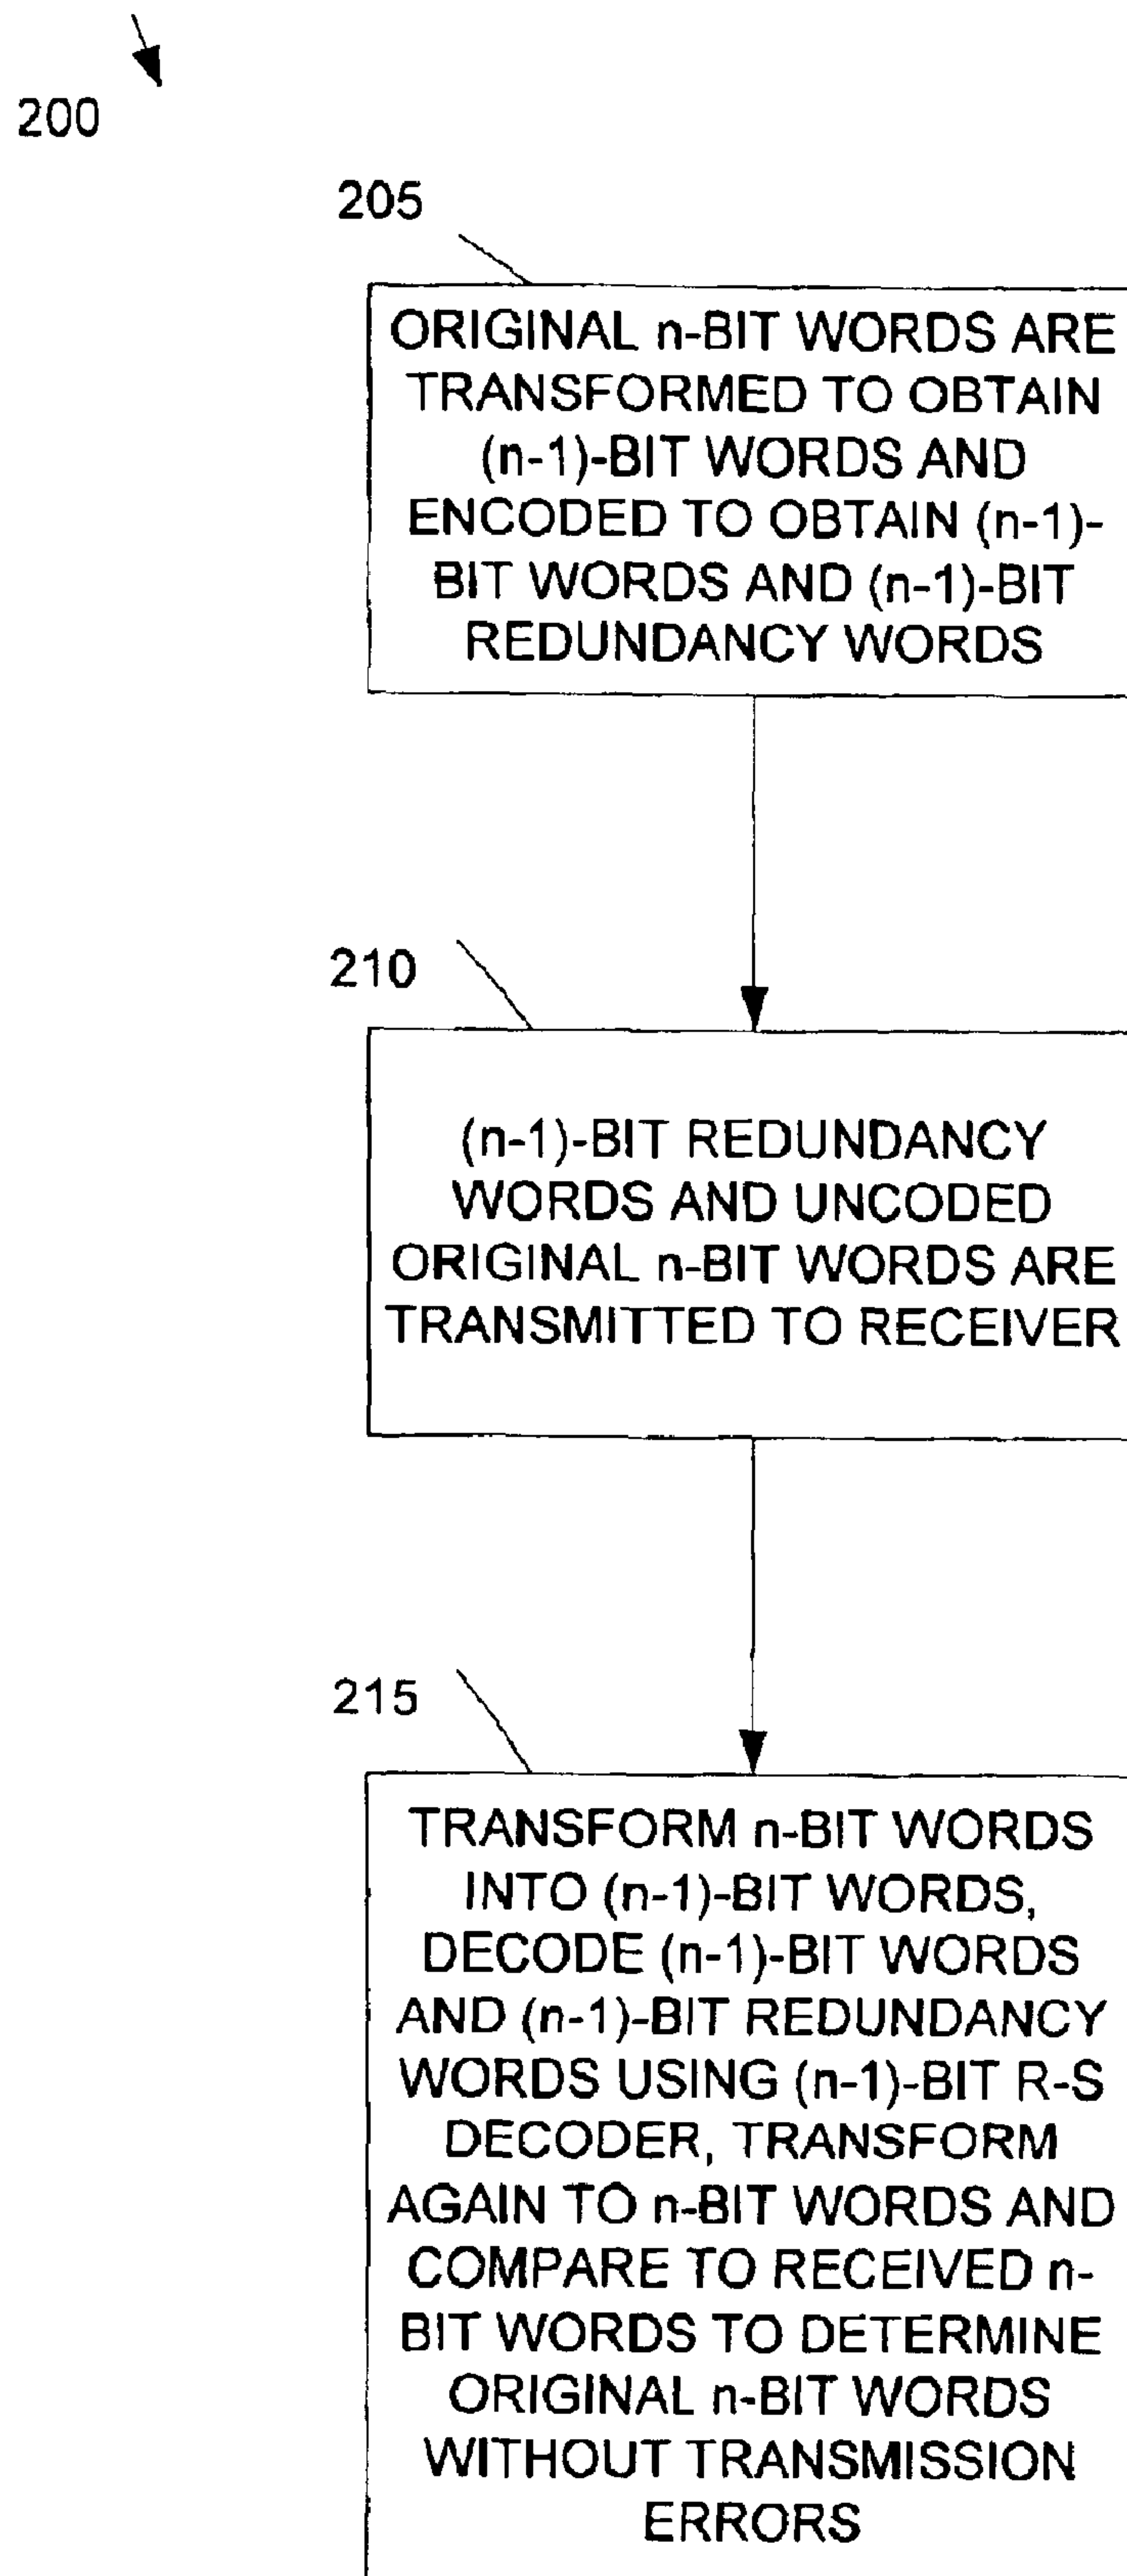 200
205
ORIGINAL n-BIT WORDS ARE
TRANSFORMED TO OBTAIN
(n-1)-BIT WORDS AND
ENCODED TO OBTAIN (n-1)-
BIT WORDS AND (n-1)-BIT
REDUNDANCY WORDS
210
(n-1)-BIT REDUNDANCY
WORDS AND UNCODED
ORIGINAL n-BIT WORDS ARE
TRANSMITTED TO RECEIVER
215
TRANSFORM n-BIT WORDS
INTO (n-1)-BIT WORDS,
DECODE (n-1)-BIT WORDS
AND (n-1)-BIT REDUNDANCY
WORDS USING (n-1)-BIT R-S
DECODER, TRANSFORM
AGAIN TO n-BIT WORDS AND
COMPARE TO RECEIVED n-
BIT WORDS TO DETERMINE
ORIGINAL n-BIT WORDS
WITHOUT TRANSMISSION
ERRORS